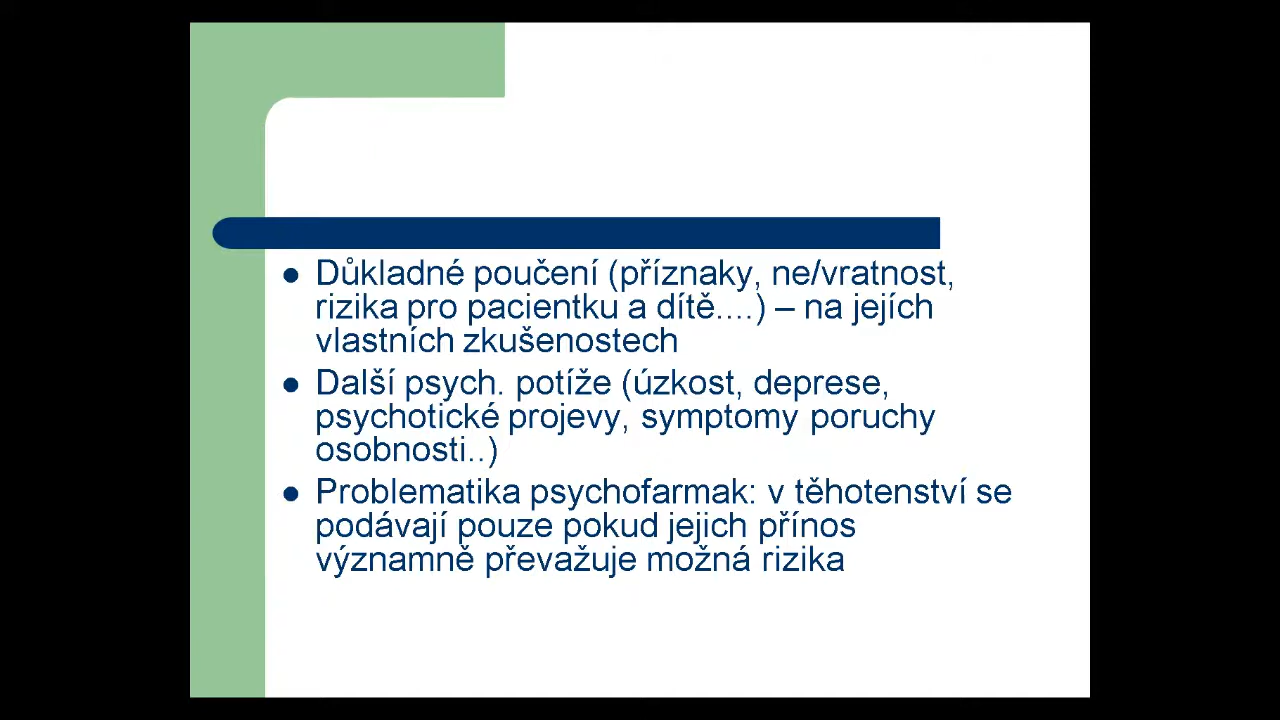 Důkladné poučení (příznaky, ne/vratnost,
rizika pro pacientku a dítě....) – na jejích
vlastních zkušenostech
Další psych. potíže (úzkost, deprese,
psychotické projevy, symptomy poruchy
osobnosti..)
Problematika psychofarmak: v těhotenství se
podávají pouze pokud jejich přínos
významně převažuje možná rizika